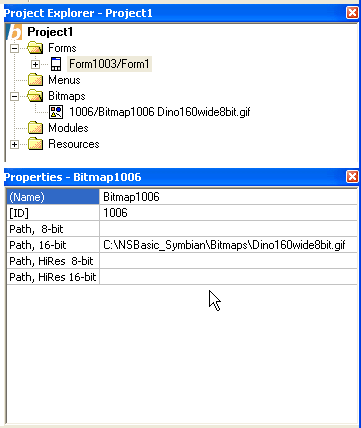 Project Explorer - Project1
Project1
Forms
Form1003/Form1
Menus
Bitmaps
1006/Bitmap1006 Dino160wide8bit.gif
Modules
Resources
Properties - Bitmap1006
(Name) Bitmap1006
[ID] 1006
Path, 8-bit
Path, 16-bit C:\NSBasic_Symbian\Bitmaps\Dino160wide8bit.gif
Path, HiRes 8-bit
Path, HiRes 16-bit